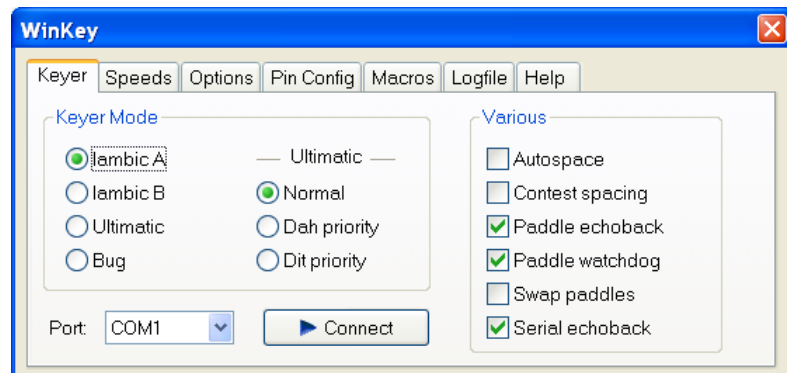 WinKey
Keyer Speeds Options Pin Config Macros Logfile Help
Keyer Mode
Iambic A
Iambic B
Ultimatic
Bug
Ultimatic
Normal
Dah priority
Dit priority
Port: COM1 Connect
Various
Autospace
Contest spacing
Paddle echoback
Paddle watchdog
Swap paddles
Serial echoback